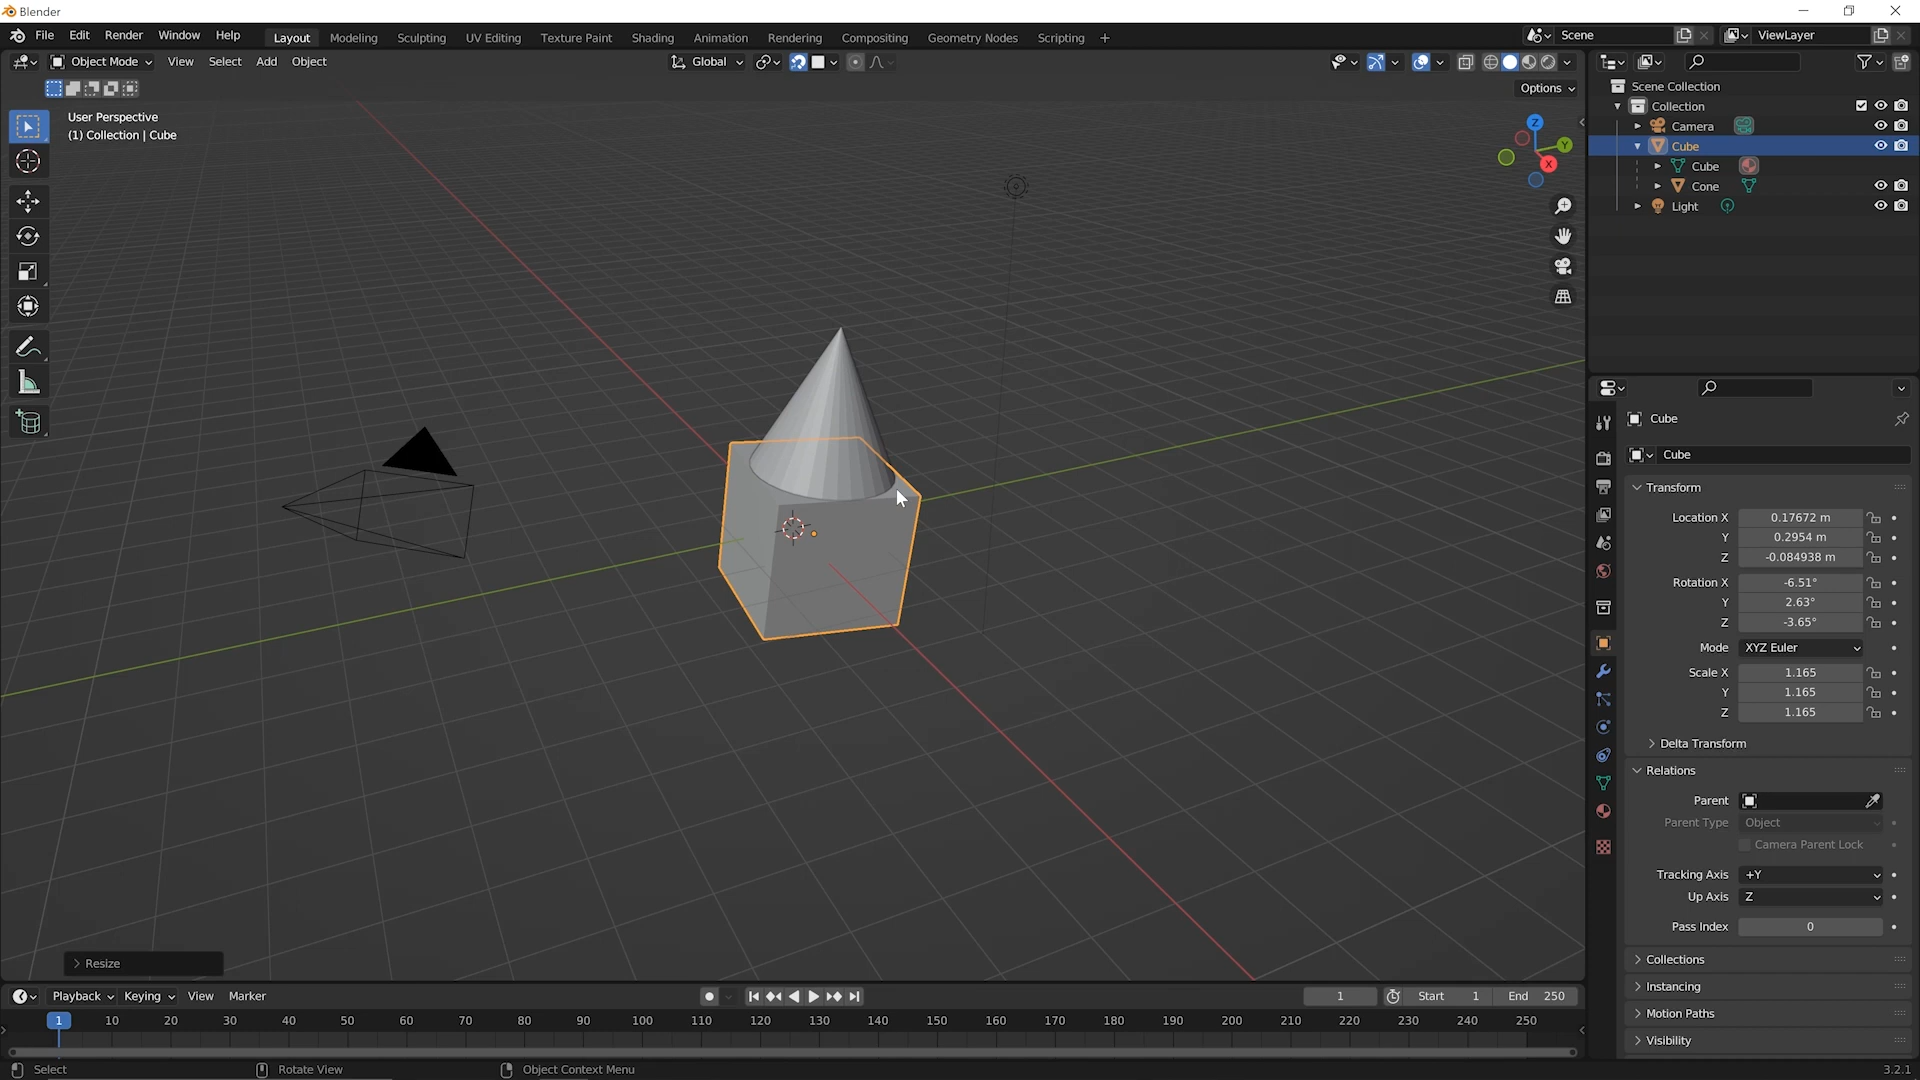 Blender
File Edit Render Window Help Layout Modeling Sculpting UV Editing Texture Paint Shading Animation Rendering Compositing Geometry Nodes Scripting + Scene ViewLayer
Object Mode View Select Add Object Global
Options
User Perspective
(1) Collection | Cube
Z
Y
X
Scene Collection
Collection
Camera
Cube
Cube
Cone
Light
Cube
Cube
Transform
Location X 0.17672 m
Y 0.2954 m
Z -0.084938 m
Rotation X -6.51°
Y 2.63°
Z -3.65°
Mode XYZ Euler
Scale X 1.165
Y 1.165
Z 1.165
Delta Transform
Relations
Parent
Parent Type Object
Camera Parent Lock
Tracking Axis +Y
Up Axis Z
Pass Index 0
Collections
Instancing
Motion Paths
Visibility
Resize
Playback Keying View Marker 1 Start 1 End 250
1 10 20 30 40 50 60 70 80 90 100 110 120 130 140 150 160 170 180 190 200 210 220 230 240 250
Select Rotate View Object Context Menu 3.2.1